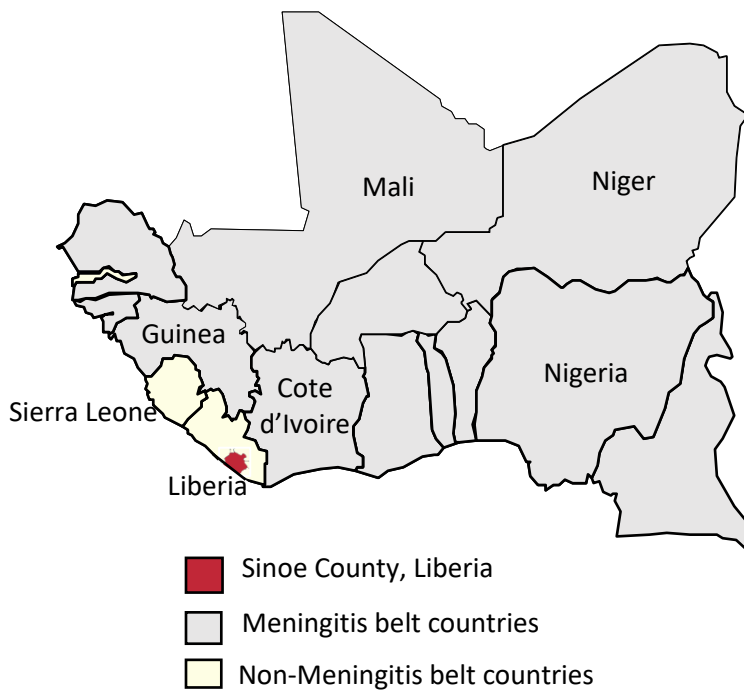 Mali
Niger
Guinea
Nigeria
Cote
d'Ivoire
Sierra Leone
Liberia
Sinoe County, Liberia
Meningitis belt countries
Non-Meningitis belt countries